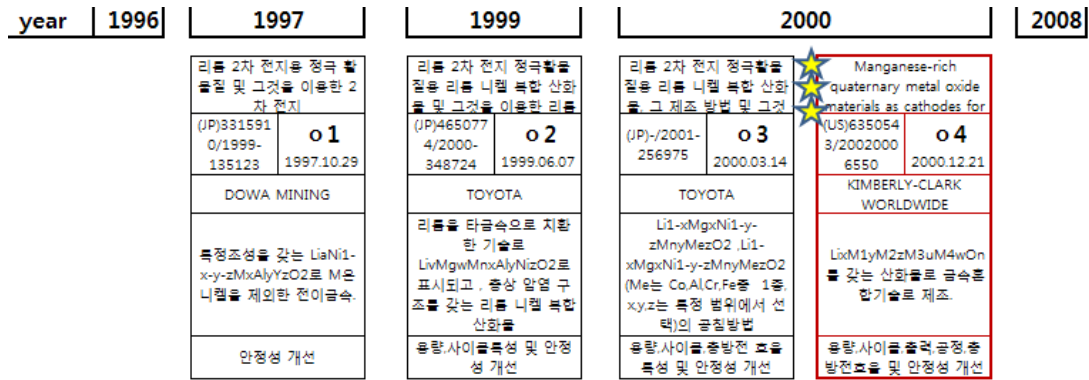 year 1996 1997 1999 2000 2008
리튬 2차 전지용 정극 활
물질 및 그것을 이용한 2
차 전지
(JP)331591
0/1999-
135123
o 1
1997.10.29
DOWA MINING
특정조성을 갖는 LiaNi1-
x-y-zMxAlyYzO2로 M은
니켈을 제외한 전이금속.
안정성 개선
리튬 2차 전지 정극활물
질용 리튬 니켈 복합 산화
물 및 그것을 이용한 리튬
(JP)465077
4/2000-
348724
o 2
1999.06.07
TOYOTA
리튬을 타금속으로 치환
한 기술로
LivMgwMnxAlyNizO2로
표시되고 , 층상 암염 구
조를 갖는 리튬 니켈 복합
산화물
용량,사이클특성 및 안정
성 개선
리튬 2차 전지 정극활물
질용 리튬 니켈 복합 산화
물, 그 제조 방법 및 그것
(JP)-/2001-
256975
o 3
2000.03.14
TOYOTA
Li1-xMgxNi1-y-
zMnyMezO2 ,Li1-
xMgxNi1-y-zMnyMezO2
(Me는 Co,Al,Cr,Fe중 1종,
x,y,z는 특정 범위에서 선
택)의 공침방법
용량,사이클,충방전 효율
특성 및 안정성 개선
Manganese-rich
quaternary metal oxide
materials as cathodes for
(US)635054
3/2002000
6550
o 4
2000.12.21
KIMBERLY-CLARK
WORLDWIDE
LixM1yM2zM3uM4wOn
를 갖는 산화물로 금속혼
합기술로 제조.
용량,사이클,출력,공정,충
방전효율 및 안정성 개선